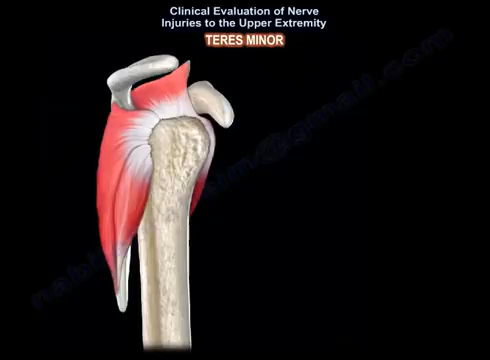 Clinical Evaluation of Nerve
Injuries to the Upper Extremity
TERES MINOR